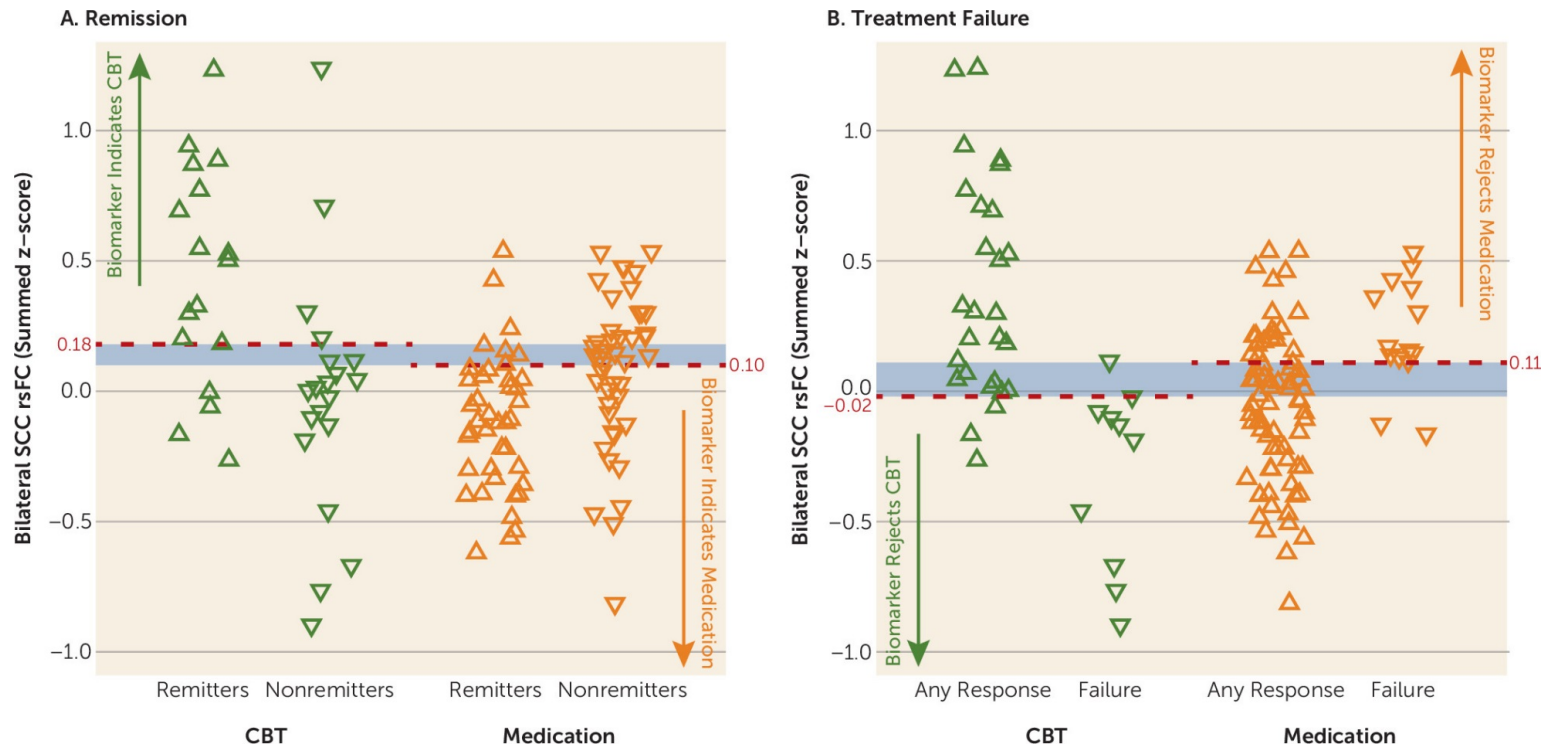 A. Remission
Bilateral SCC rsFC (Summed z−score)
1.0
0.5
0.0
−0.5
−1.0
0.18
0.10
Biomarker Indicates CBT
Biomarker Indicates Medication
Remitters Nonremitters Remitters Nonremitters
CBT Medication
B. Treatment Failure
Bilateral SCC rsFC (Summed z−score)
1.0
0.5
0.0
−0.02
−0.5
−1.0
0.11
Biomarker Rejects CBT
Biomarker Rejects Medication
Any Response Failure Any Response Failure
CBT Medication